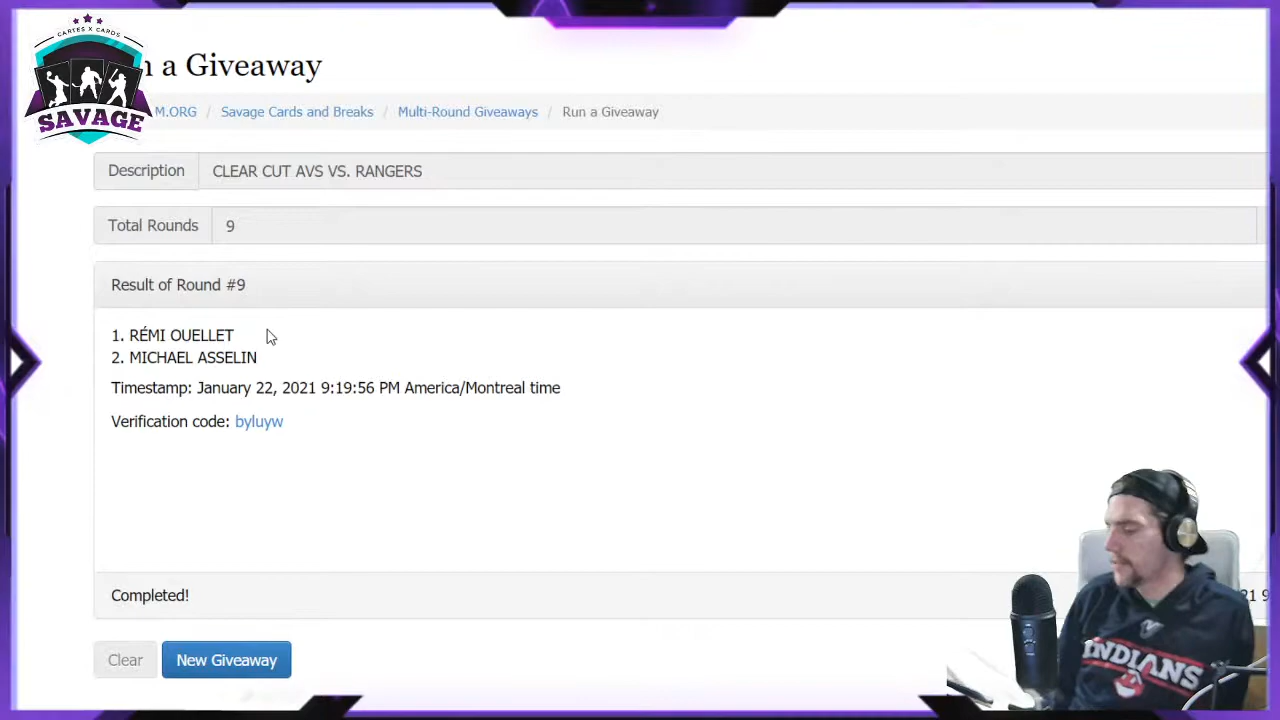 CARTES X CARDS
SAVAGE
n a Giveaway
M.ORG / Savage Cards and Breaks / Multi-Round Giveaways / Run a Giveaway
Description CLEAR CUT AVS VS. RANGERS
Total Rounds 9
Result of Round #9
1. RÉMI OUELLET
2. MICHAEL ASSELIN
Timestamp: January 22, 2021 9:19:56 PM America/Montreal time
Verification code: byluyw
Completed!
21 9
Clear New Giveaway
INDIANS